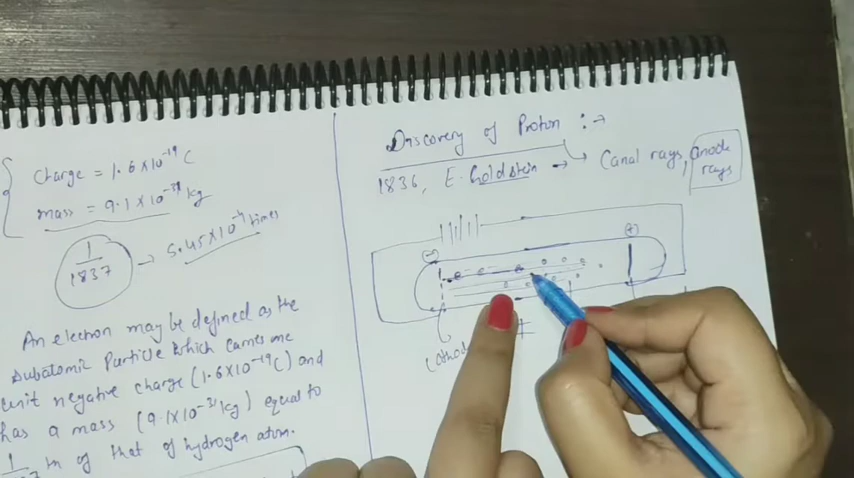 Charge = 1.6×10⁻¹⁹ C
mass = 9.1×10⁻³¹ kg
1/1837 → 5.45×10⁻⁴ times
An electron may be defined as the
subatomic Particle which carries one
unit negative charge (1.6×10⁻¹⁹ C) and
has a mass (9.1×10⁻³¹ kg) equal to
th of that of hydrogen atom.
Discovery of Proton :→
Canal rays, anode
rays
1836, E. Goldstein →
(-)
(+)